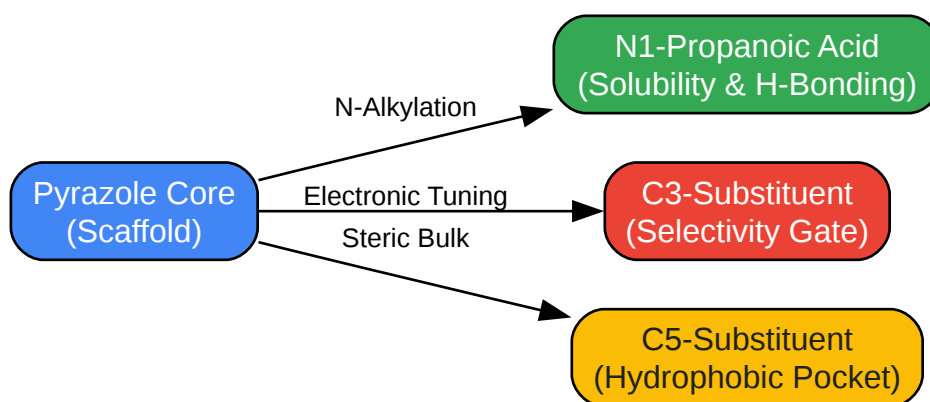 N1-Propanoic Acid
(Solubility & H-Bonding)
N-Alkylation
Pyrazole Core
(Scaffold)
Electronic Tuning
C3-Substituent
(Selectivity Gate)
Steric Bulk
C5-Substituent
(Hydrophobic Pocket)